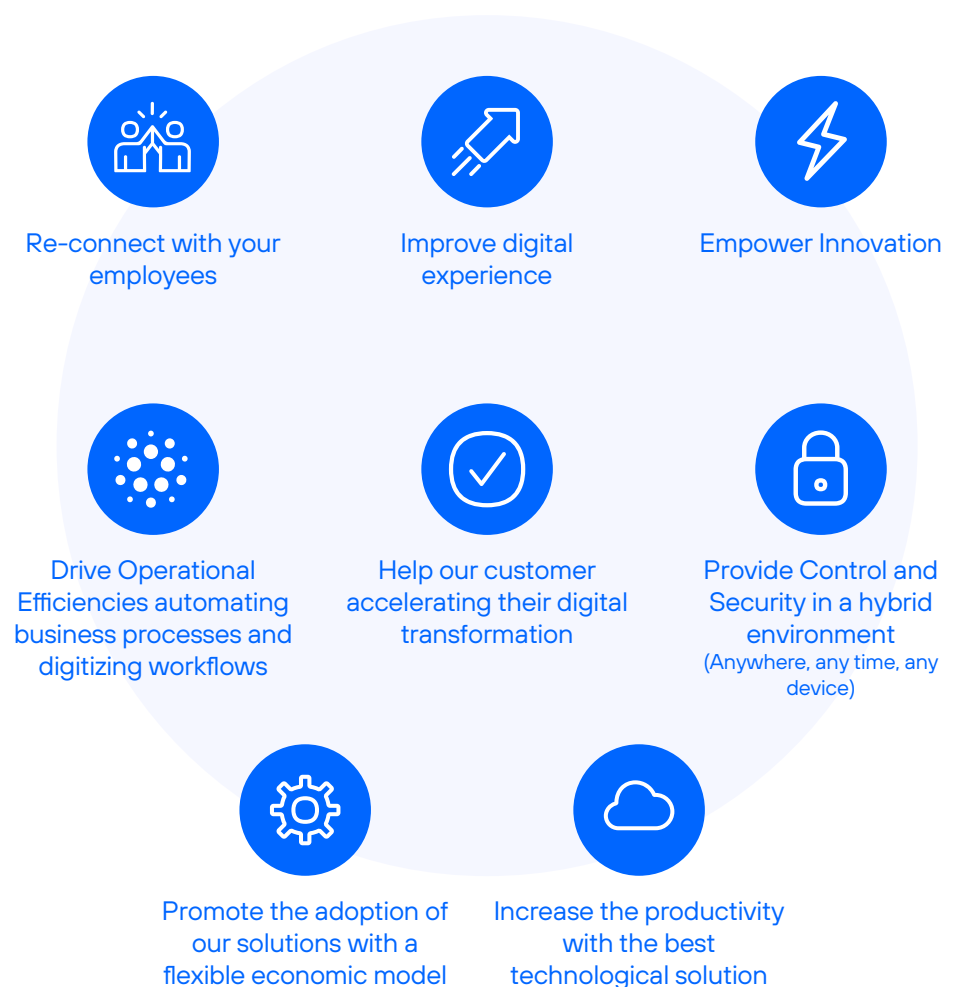 Re-connect with your
employees
Improve digital
experience
Empower Innovation
Drive Operational
Efficiencies automating
business processes and
digitizing workflows
Help our customer
accelerating their digital
transformation
Provide Control and
Security in a hybrid
environment
(Anywhere, any time, any
device)
Promote the adoption of
our solutions with a
flexible economic model
Increase the productivity
with the best
technological solution